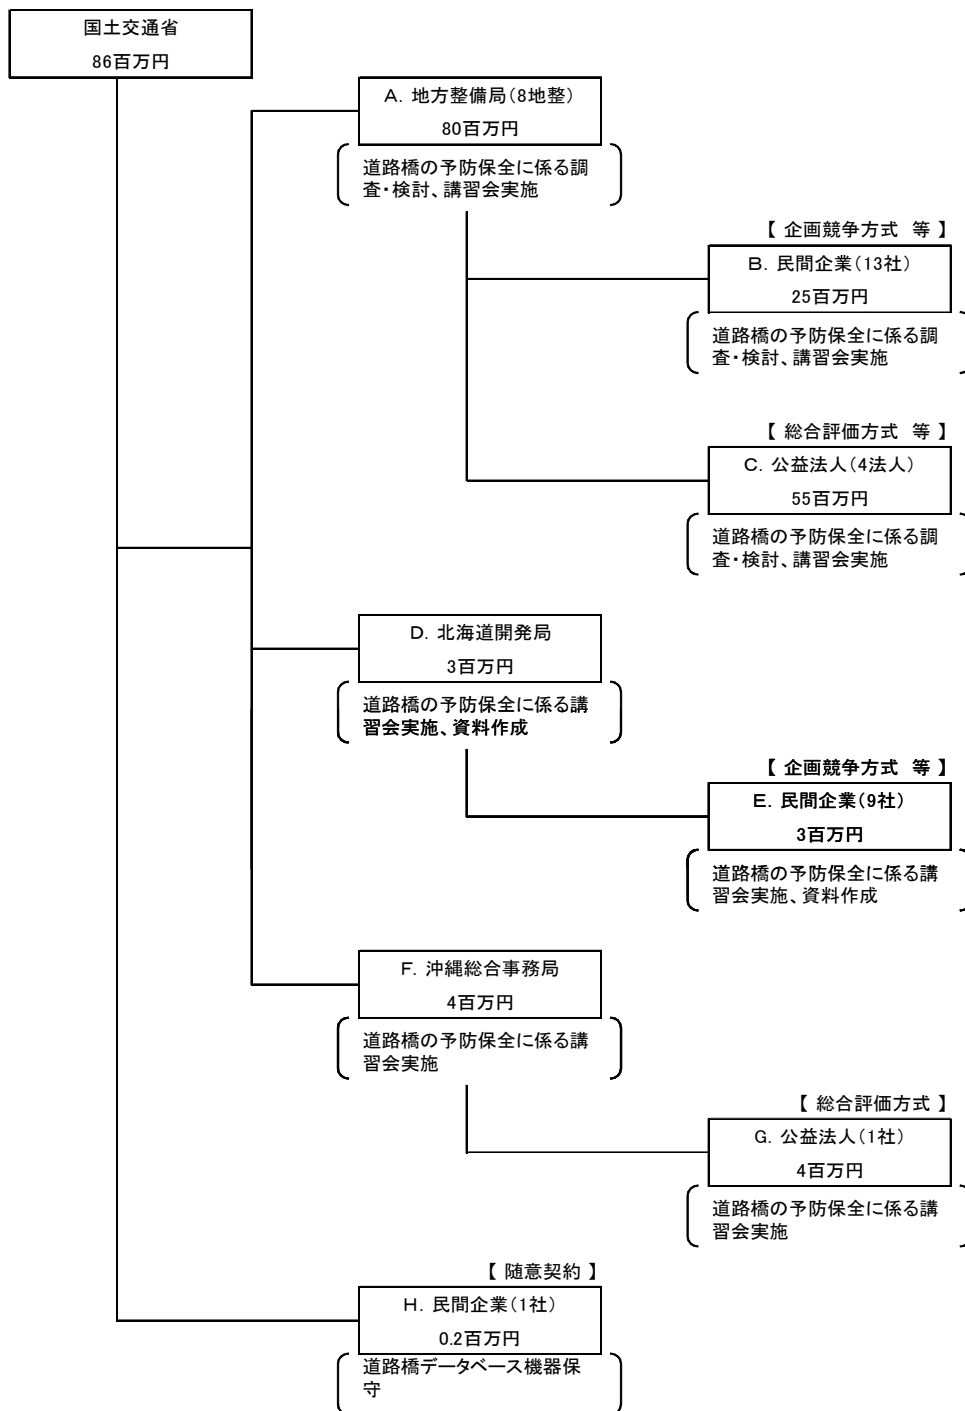 国土交通省
86百万円
A. 地方整備局(8地整)
80百万円
道路橋の予防保全に係る調
査・検討、講習会実施
【 企画競争方式 等 】
B. 民間企業(13社)
25百万円
道路橋の予防保全に係る調
査・検討、講習会実施
【 総合評価方式 等 】
C. 公益法人(4法人)
55百万円
道路橋の予防保全に係る調
査・検討、講習会実施
D. 北海道開発局
3百万円
道路橋の予防保全に係る講
習会実施、資料作成
【 企画競争方式 等 】
E. 民間企業(9社)
3百万円
道路橋の予防保全に係る講
習会実施、資料作成
F. 沖縄総合事務局
4百万円
道路橋の予防保全に係る講
習会実施
【 総合評価方式 】
G. 公益法人(1社)
4百万円
道路橋の予防保全に係る講
習会実施
【 随意契約 】
H. 民間企業(1社)
0.2百万円
道路橋データベース機器保
守